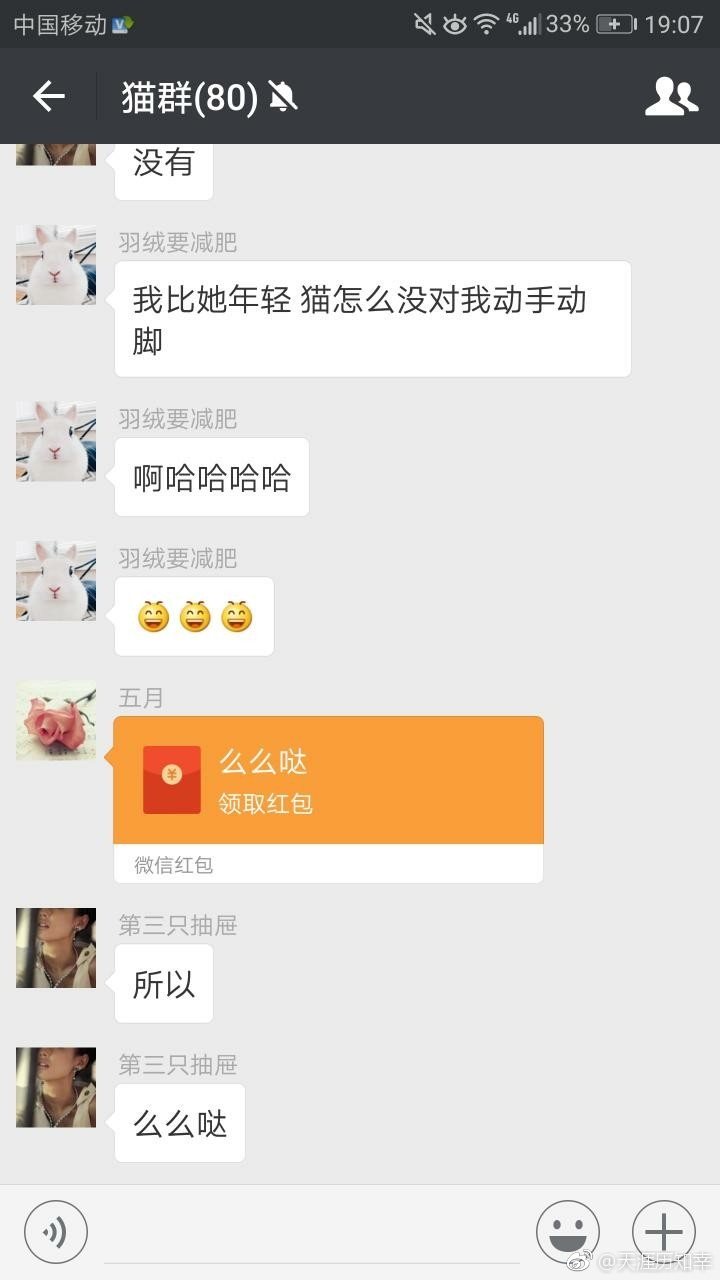 中国移动 4G 33% 19:07
猫群(80)
没有
羽绒要减肥
我比她年轻 猫怎么没对我动手动
脚
羽绒要减肥
啊哈哈哈哈
羽绒要减肥
五月
么么哒
领取红包
微信红包
第三只抽屉
所以
第三只抽屉
么么哒
@天涯历知幸